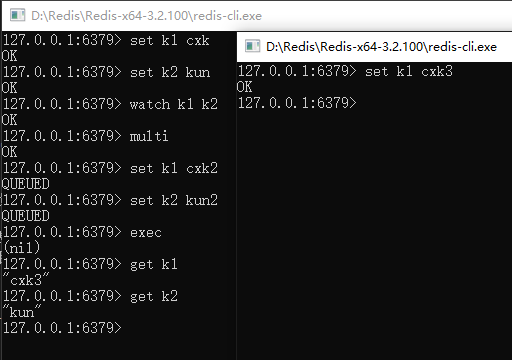 D:\Redis\Redis-x64-3.2.100\redis-cli.exe
127.0.0.1:6379> set k1 cxk
OK
127.0.0.1:6379> set k2 kun
OK
127.0.0.1:6379> watch k1 k2
OK
127.0.0.1:6379> multi
OK
127.0.0.1:6379> set k1 cxk2
QUEUED
127.0.0.1:6379> set k2 kun2
QUEUED
127.0.0.1:6379> exec
(nil)
127.0.0.1:6379> get k1
"cxk3"
127.0.0.1:6379> get k2
"kun"
127.0.0.1:6379>
D:\Redis\Redis-x64-3.2.100\redis-cli.exe
127.0.0.1:6379> set k1 cxk3
OK
127.0.0.1:6379>